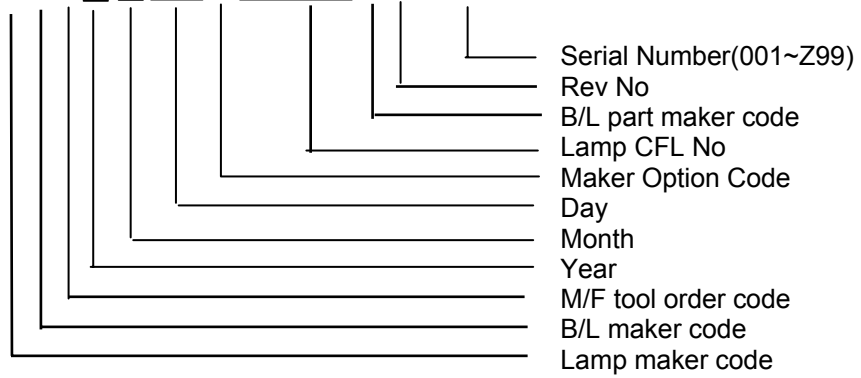 Serial Number(001~Z99)
Rev No
B/L part maker code
Lamp CFL No
Maker Option Code
Day
Month
Year
M/F tool order code
B/L maker code
Lamp maker code